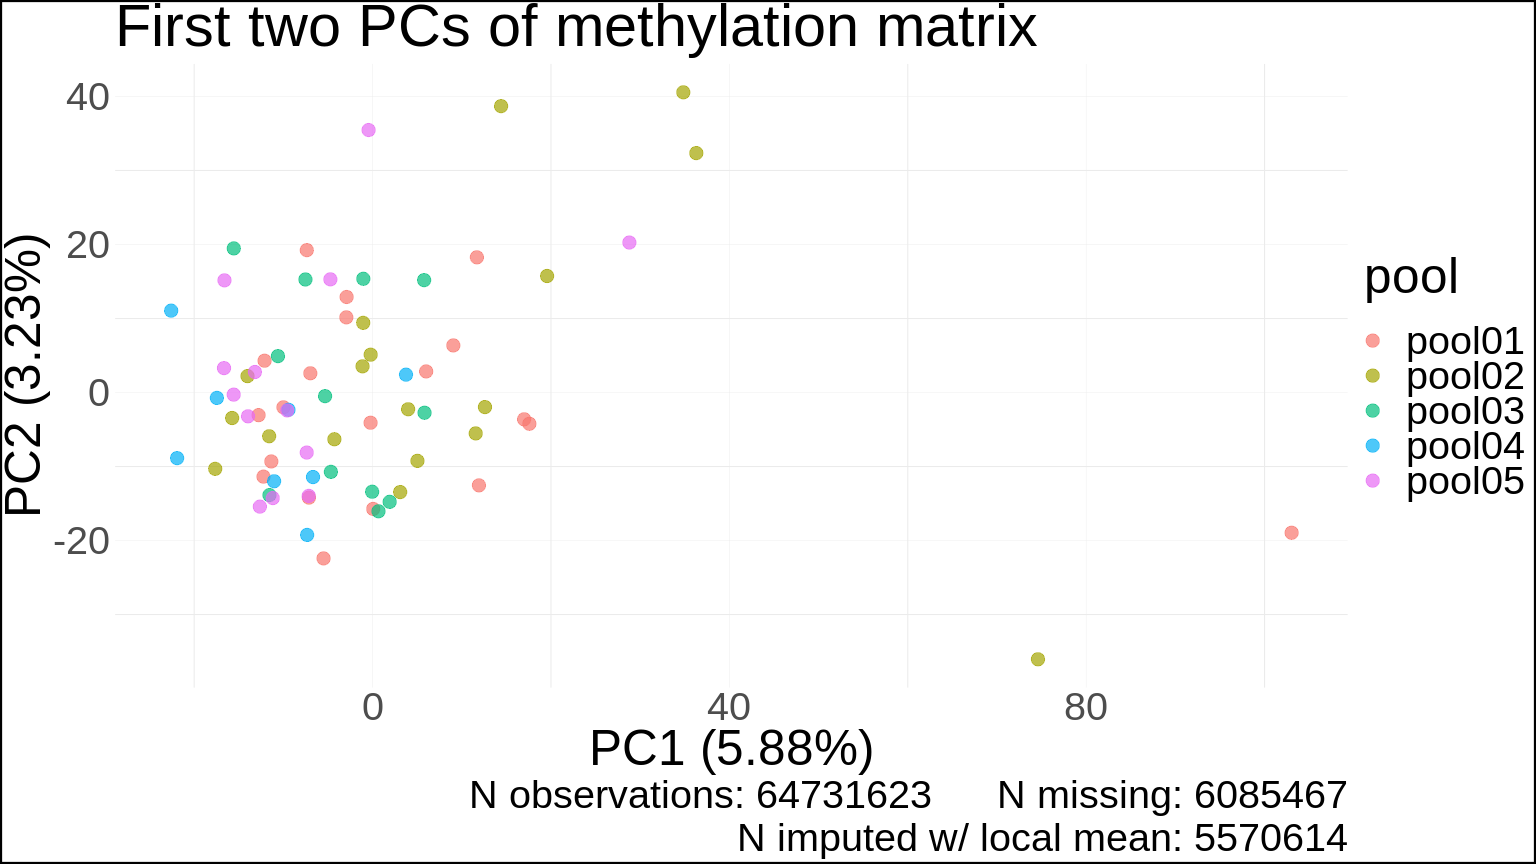 First two PCs of methylation matrix
40
20
0
-20
PC2 (3.23%)
0 40 80
PC1 (5.88%)
pool
pool01
pool02
pool03
pool04
pool05
N observations: 64731623 N missing: 6085467
N imputed w/ local mean: 5570614